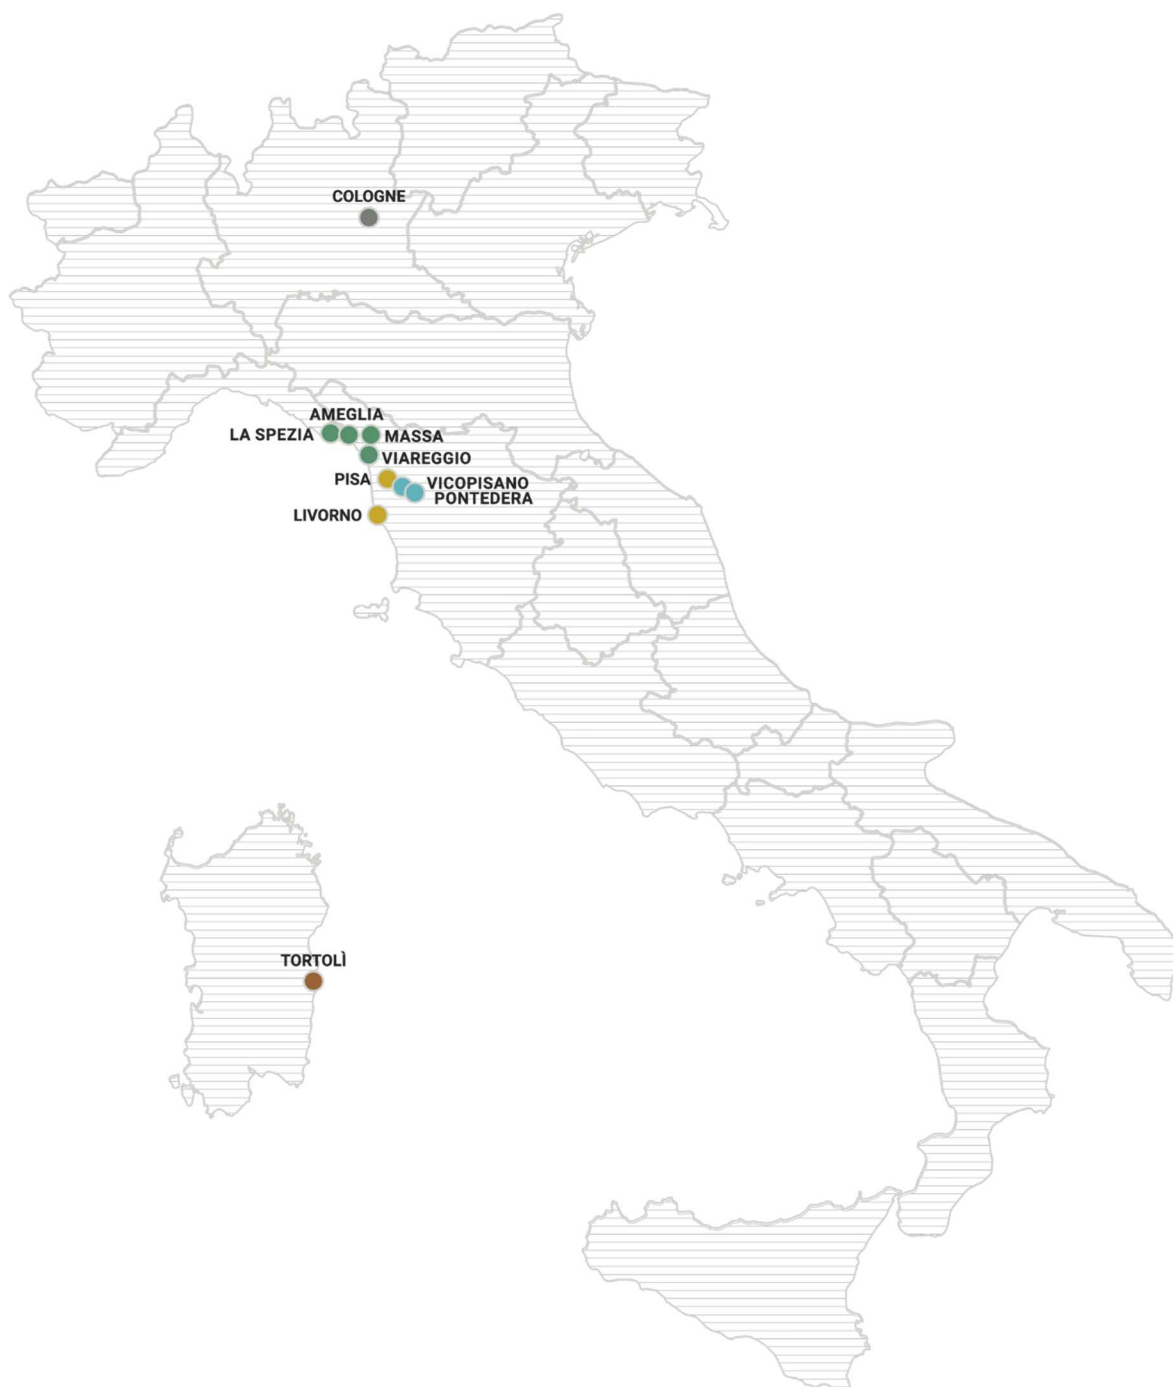 COLOGNE
AMEGLIA
LA SPEZIA
MASSA
VIAREGGIO
PISA
VICOPISANO
PONTEDERA
LIVORNO
TORTOLÌ